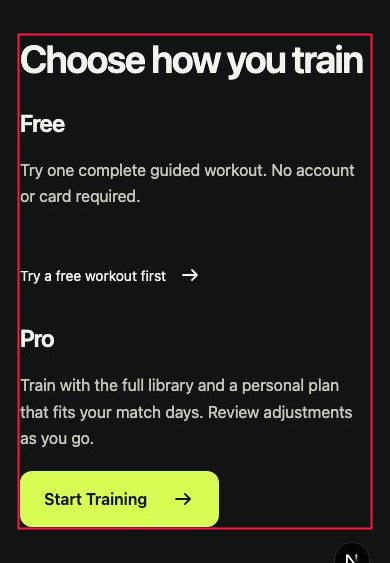 Choose how you train
Free
Try one complete guided workout. No account
or card required.
Try a free workout first →
Pro
Train with the full library and a personal plan
that fits your match days. Review adjustments
as you go.
Start Training →
N